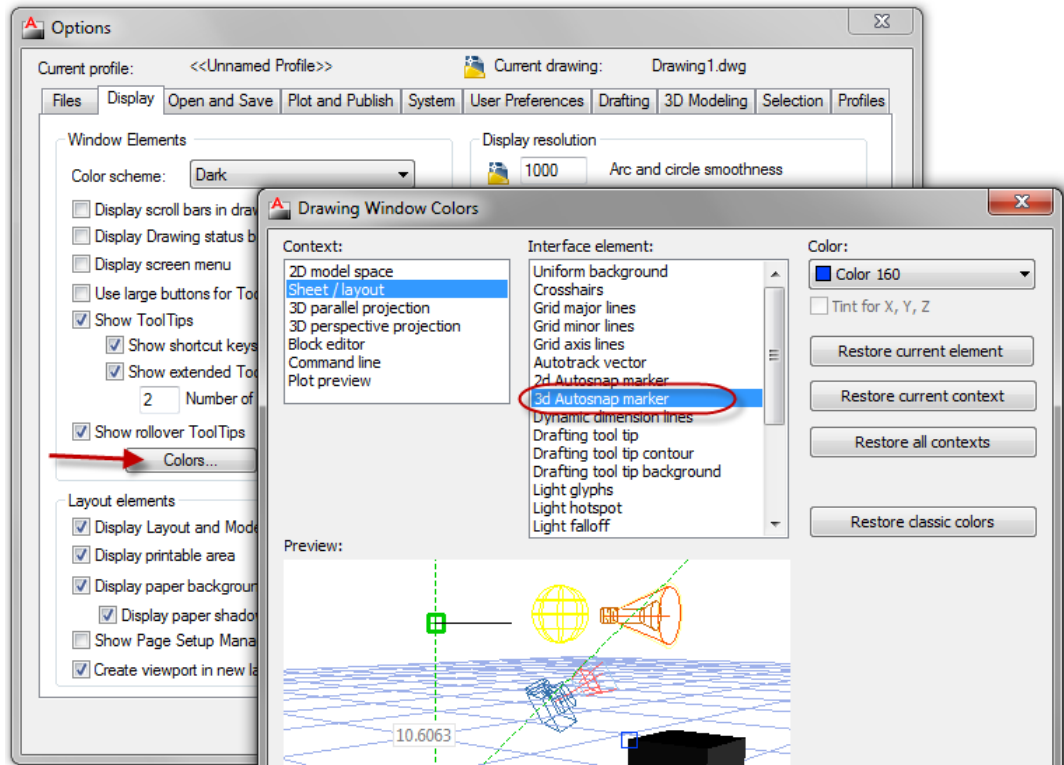 Options
Current profile: <<Unnamed Profile>> Current drawing: Drawing1.dwg
Files Display Open and Save Plot and Publish System User Preferences Drafting 3D Modeling Selection Profiles
Window Elements
Color scheme: Dark
Display scroll bars in
Display Drawing status
Display screen menu
Use large buttons for
Show ToolTips
Show shortcut keys
Show extended
2 Number of
Show rollover ToolTips
Colors...
Layout elements
Display Layout and
Display printable area
Display paper
Display paper
Show Page Setup
Create viewport in new
Display resolution
1000 Arc and circle smoothness
Drawing Window Colors
Context:
2D model space
Sheet / layout
3D parallel projection
3D perspective projection
Block editor
Command line
Plot preview
Interface element:
Uniform background
Crosshairs
Grid major lines
Grid minor lines
Grid axis lines
Autotrack vector
2d Autosnap marker
3d Autosnap marker
Dynamic dimension lines
Drafting tool tip
Drafting tool tip contour
Drafting tool tip background
Light glyphs
Light hotspot
Light falloff
Color:
Color 160
Tint for X, Y, Z
Restore current element
Restore current context
Restore all contexts
Restore classic colors
Preview:
10.6063